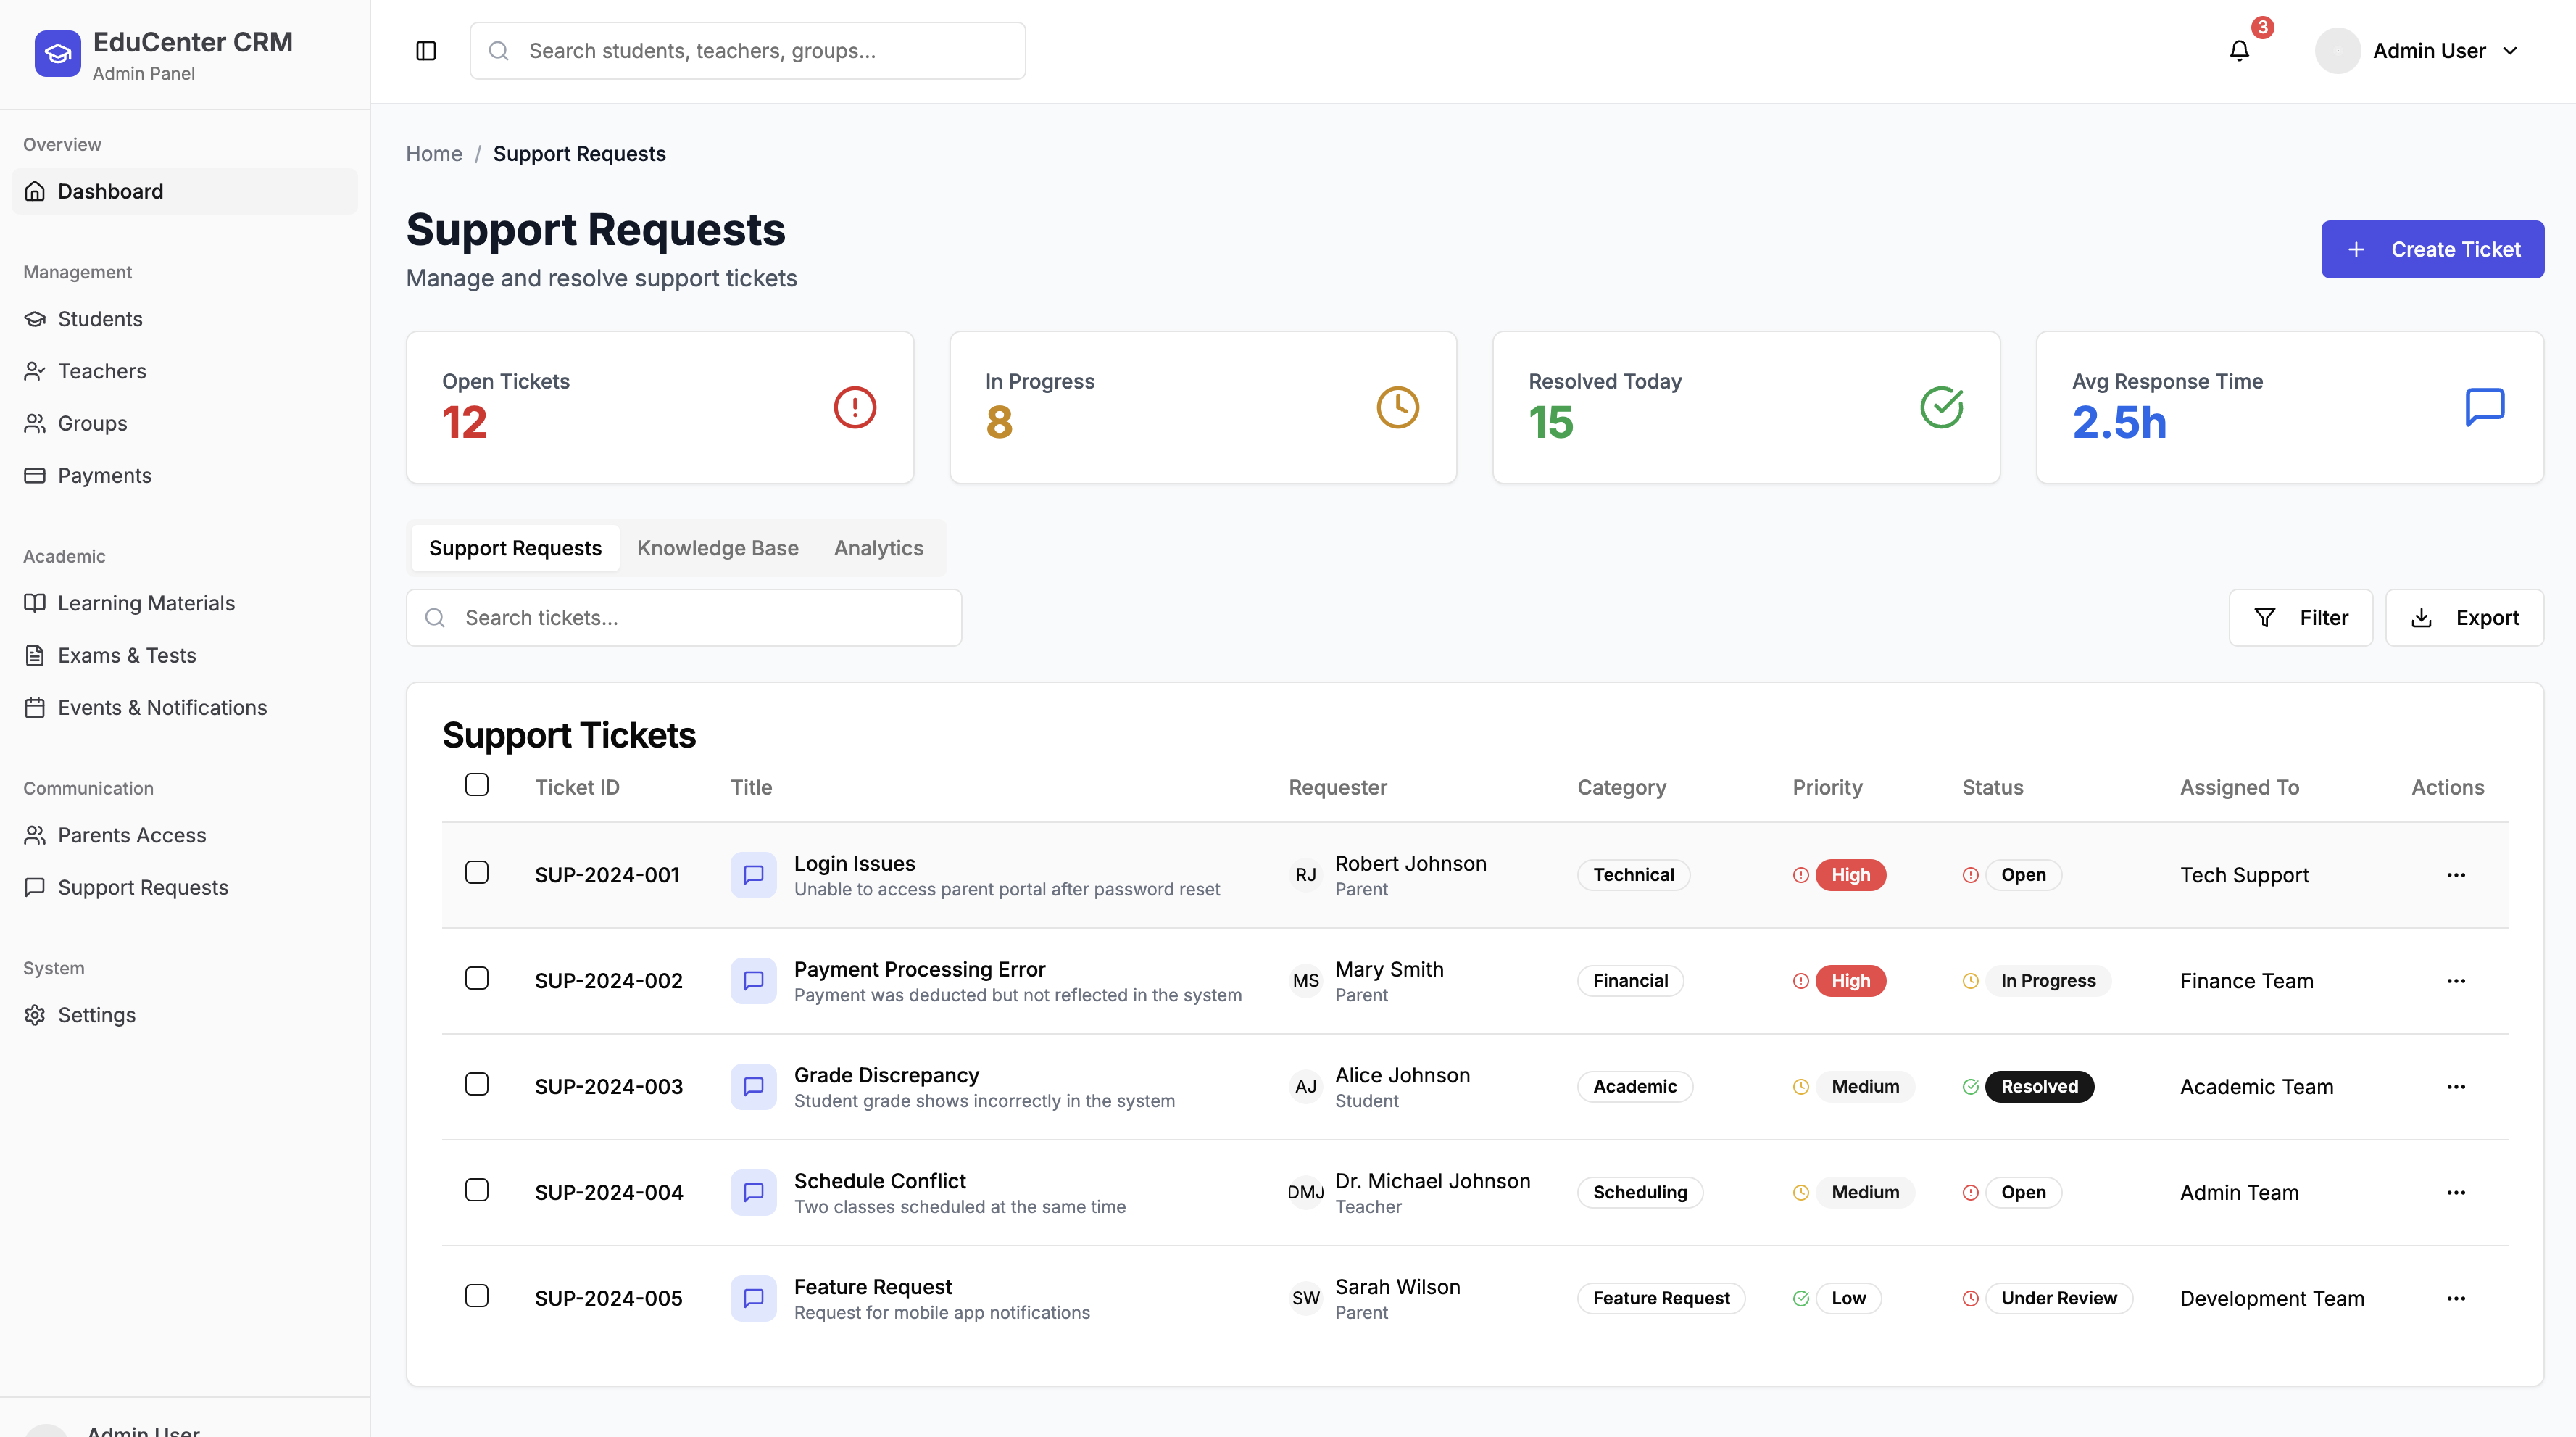 EduCenter CRM
Admin Panel
Overview
Dashboard
Management
Students
Teachers
Groups
Payments
Academic
Learning Materials
Exams & Tests
Events & Notifications
Communication
Parents Access
Support Requests
System
Settings
Admin User
Search students, teachers, groups...
3
Admin User
Home / Support Requests
Support Requests
Manage and resolve support tickets
Create Ticket
Open Tickets
12
In Progress
8
Resolved Today
15
Avg Response Time
2.5h
Support Requests Knowledge Base Analytics
Search tickets...
Filter
Export
Support Tickets
Ticket ID Title Requester Category Priority Status Assigned To Actions
SUP-2024-001
Login Issues
Unable to access parent portal after password reset
RJ
Robert Johnson
Parent
Technical
High
Open
Tech Support
SUP-2024-002
Payment Processing Error
Payment was deducted but not reflected in the system
MS
Mary Smith
Parent
Financial
High
In Progress
Finance Team
SUP-2024-003
Grade Discrepancy
Student grade shows incorrectly in the system
AJ
Alice Johnson
Student
Academic
Medium
Resolved
Academic Team
SUP-2024-004
Schedule Conflict
Two classes scheduled at the same time
DMJ
Dr. Michael Johnson
Teacher
Scheduling
Medium
Open
Admin Team
SUP-2024-005
Feature Request
Request for mobile app notifications
SW
Sarah Wilson
Parent
Feature Request
Low
Under Review
Development Team